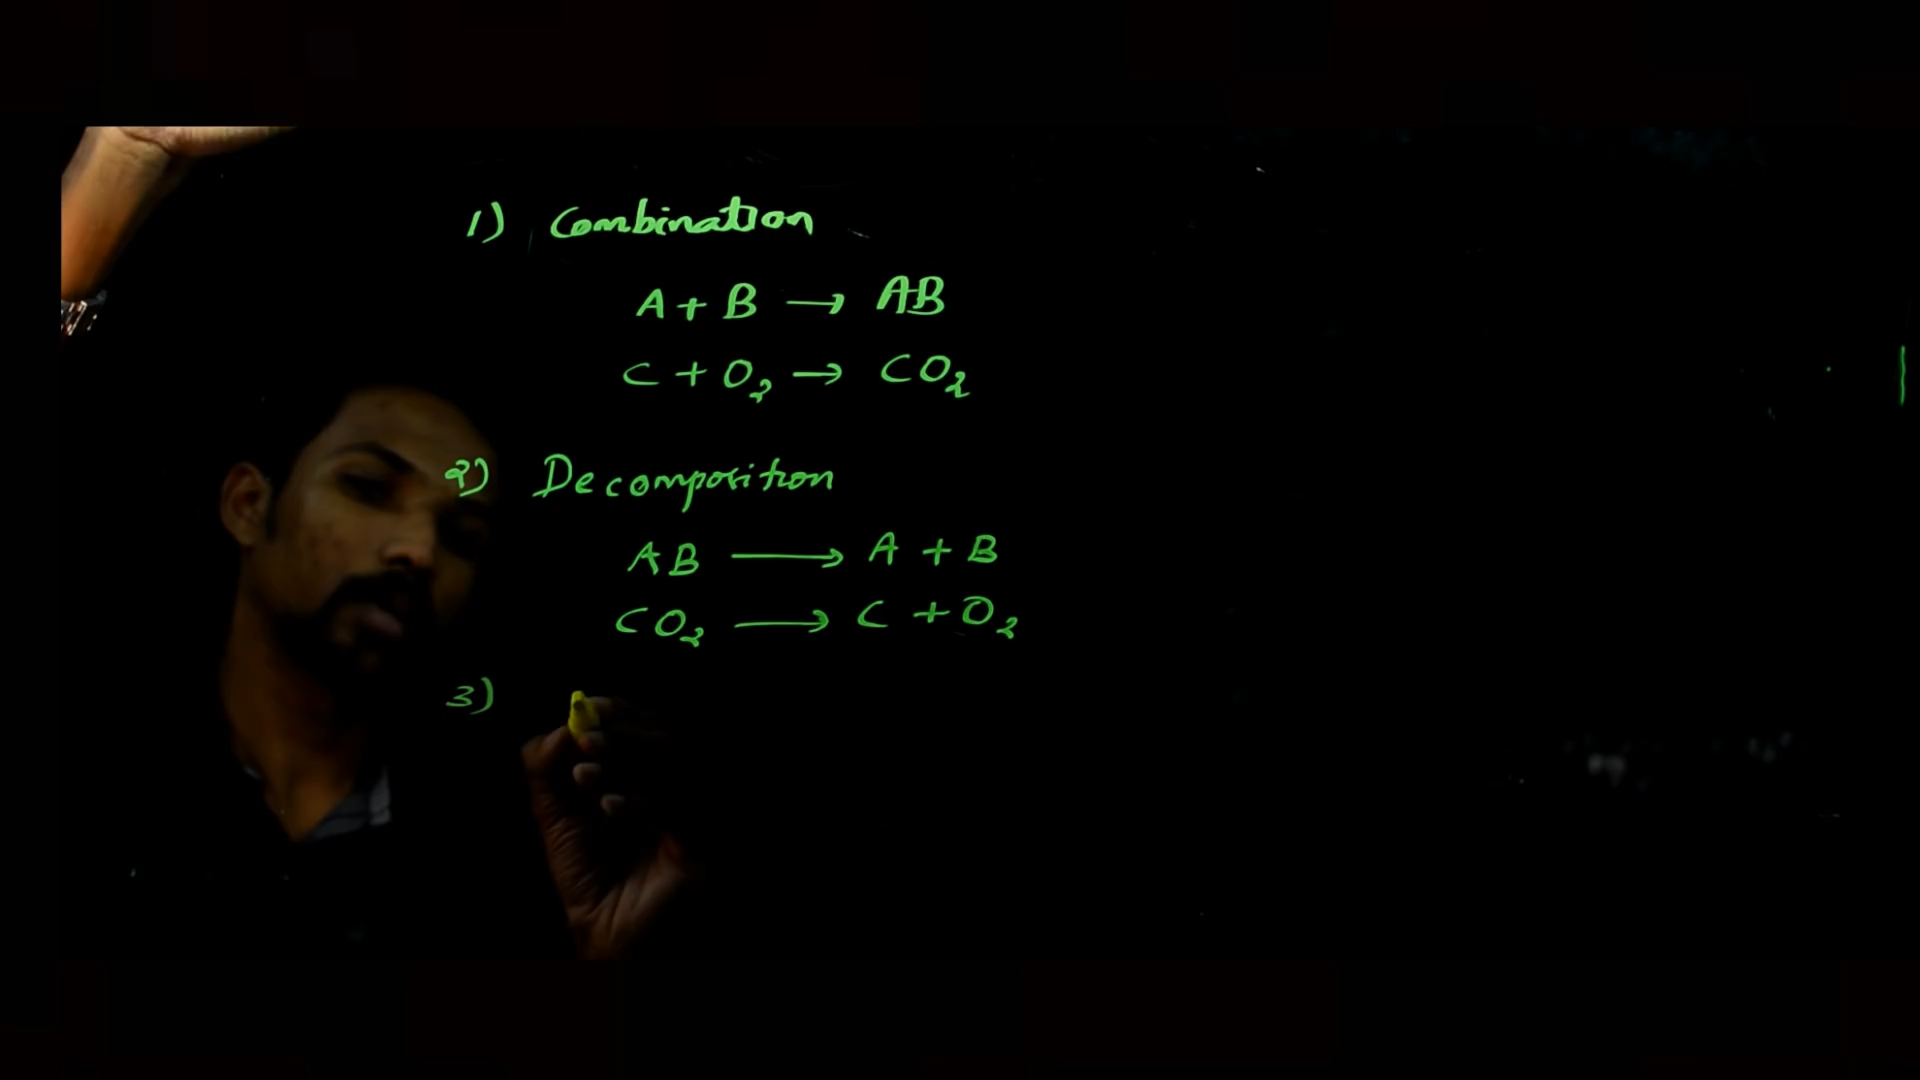 1) Combination
A + B → AB
C + O₂ → CO₂
2) Decomposition
AB → A + B
CO₂ → C + O₂
3)